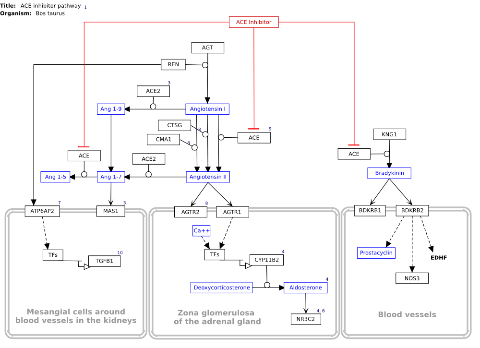 Title: ACE inhibitor pathway 1
Organism: Bos taurus
ACE Inhibitor
AGT
REN
KNG1
ACE2 3
Ang 1-9
Angiotensin I
CTSG
4
CMA1
4
ACE 5
ACE
ACE2
ACE
Bradykinin
Ang 1-5
Ang 1-7
Angiotensin II
ATP6AP2 7
MAS1 3
AGTR2 8
AGTR1
BDKRB1
BDKRB2
Ca++
TFs
TGFB1 10
TFs
CYP11B2 4
Prostacyclin
EDHF
NOS3
Deoxycorticosterone
Aldosterone 4
NR3C2 4, 6
Mesangial cells around
blood vessels in the kidneys
Zona glomerulosa
of the adrenal gland
Blood vessels